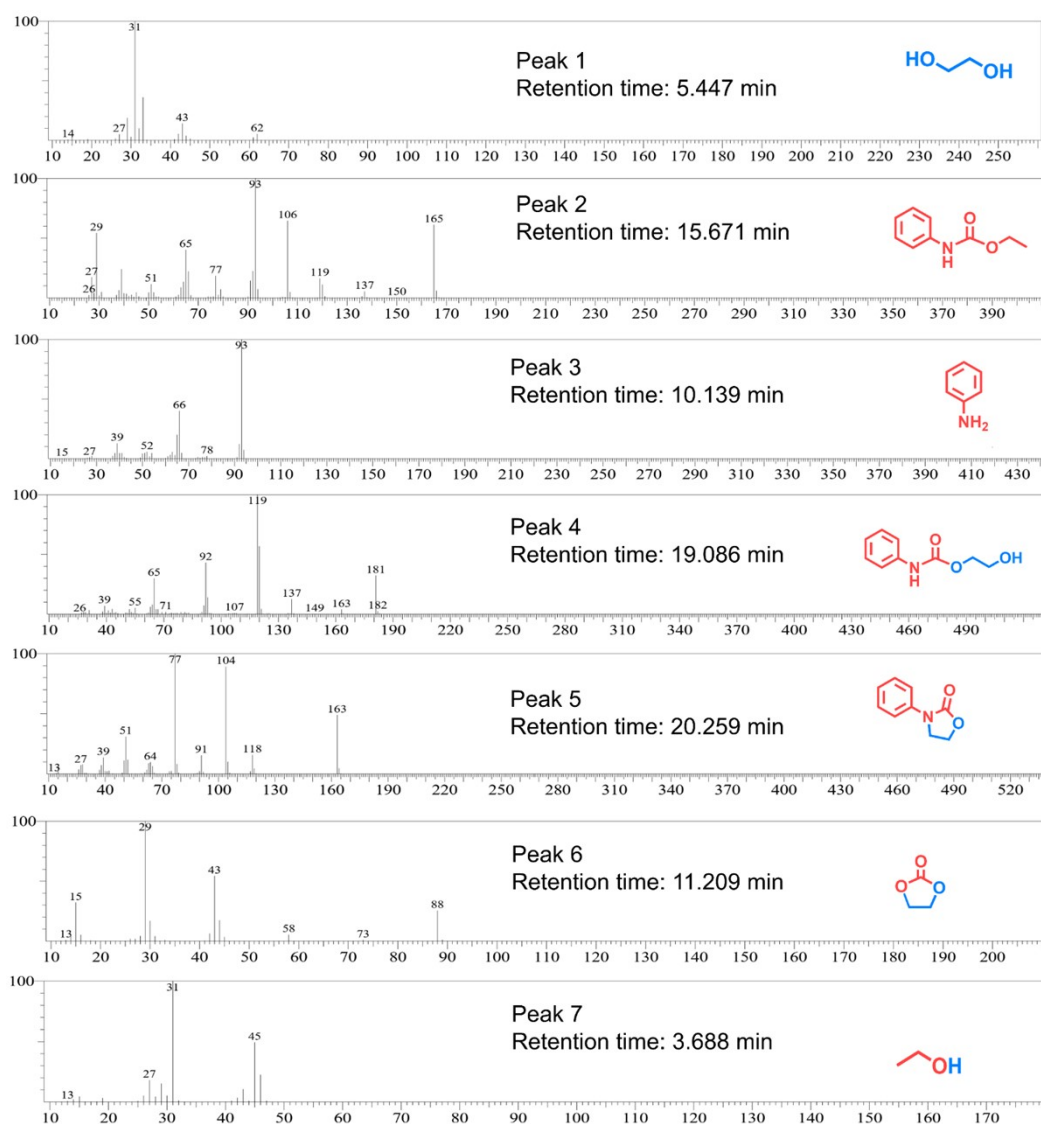 100
31
Peak 1
Retention time: 5.447 min
HO
OH
14
27
43
62
10 20 30 40 50 60 70 80 90 100 110 120 130 140 150 160 170 180 190 200 210 220 230 240 250
100
93
Peak 2
Retention time: 15.671 min
29
27
26
51
65
77
106
119
137
150
165
N
H
O
O
10 30 50 70 90 110 130 150 170 190 210 230 250 270 290 310 330 350 370 390
100
93
Peak 3
Retention time: 10.139 min
15
27
39
52
66
78
NH2
10 30 50 70 90 110 130 150 170 190 210 230 250 270 290 310 330 350 370 390 410 430
100
119
Peak 4
Retention time: 19.086 min
26
39
55
65
71
92
107
137
149
163
181
182
N
H
O
O
OH
10 40 70 100 130 160 190 220 250 280 310 340 370 400 430 460 490
100
77
104
Peak 5
Retention time: 20.259 min
13
27
39
51
64
91
118
163
N
O
O
10 40 70 100 130 160 190 220 250 280 310 340 370 400 430 460 490 520
100
29
Peak 6
Retention time: 11.209 min
13
15
43
58
73
88
O
O
O
10 20 30 40 50 60 70 80 90 100 110 120 130 140 150 160 170 180 190 200
100
31
Peak 7
Retention time: 3.688 min
13
27
45
OH
10 20 30 40 50 60 70 80 90 100 110 120 130 140 150 160 170